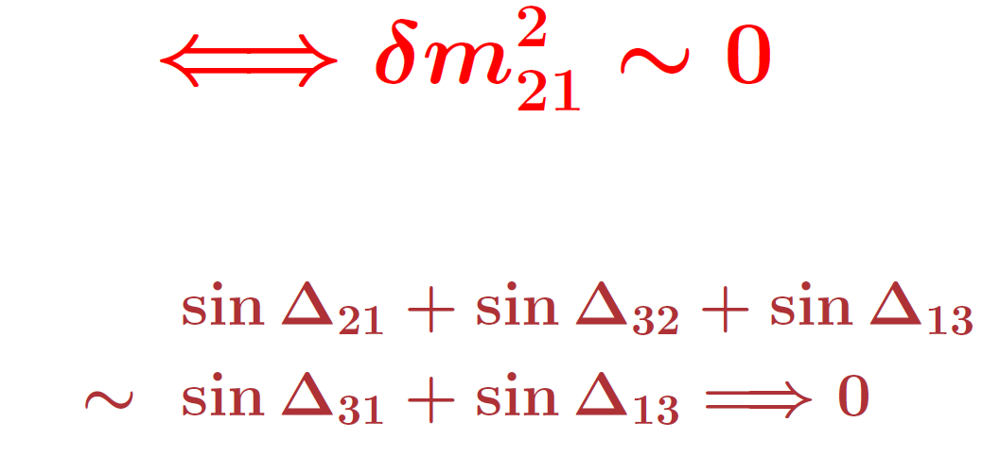 ⟺ δm²₂₁ ∼ 0
sin Δ₂₁ + sin Δ₃₂ + sin Δ₁₃
∼ sin Δ₃₁ + sin Δ₁₃ ⟹ 0